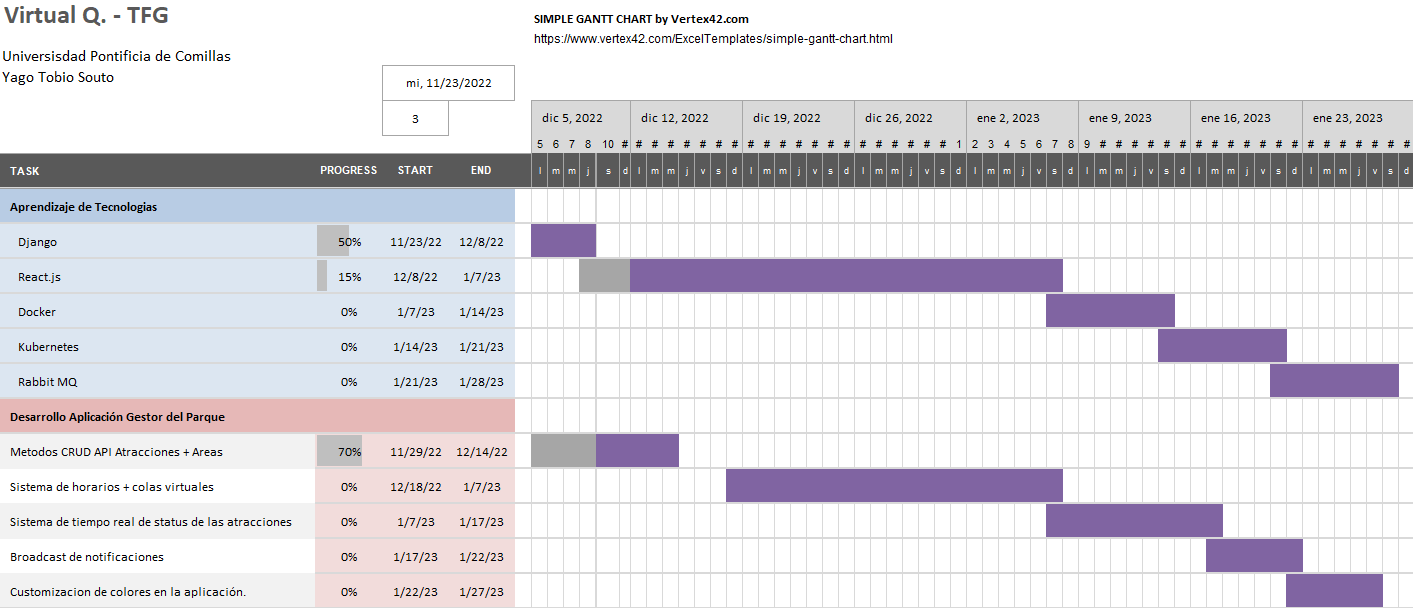 Virtual Q. - TFG
SIMPLE GANTT CHART by Vertex42.com
https://www.vertex42.com/ExcelTemplates/simple-gantt-chart.html
Universisdad Pontificia de Comillas
Yago Tobio Souto
mi, 11/23/2022
3
dic 5, 2022 dic 12, 2022 dic 19, 2022 dic 26, 2022 ene 2, 2023 ene 9, 2023 ene 16, 2023 ene 23, 2023
5 6 7 8 10 # # # # # # # # # # # # # # # # # # # # # 1 2 3 4 5 6 7 8 9 # # # # # # # # # # # # # # # # # # # #
TASK PROGRESS START END l m m j s d l m m j v s d l m m j v s d l m m j v s d l m m j v s d l m m j v s d l m m j v s d l m m j v s d
Aprendizaje de Tecnologias
Django 50% 11/23/22 12/8/22
React.js 15% 12/8/22 1/7/23
Docker 0% 1/7/23 1/14/23
Kubernetes 0% 1/14/23 1/21/23
Rabbit MQ 0% 1/21/23 1/28/23
Desarrollo Aplicación Gestor del Parque
Metodos CRUD API Atracciones + Areas 70% 11/29/22 12/14/22
Sistema de horarios + colas virtuales 0% 12/18/22 1/7/23
Sistema de tiempo real de status de las atracciones 0% 1/7/23 1/17/23
Broadcast de notificaciones 0% 1/17/23 1/22/23
Customizacion de colores en la aplicación. 0% 1/22/23 1/27/23